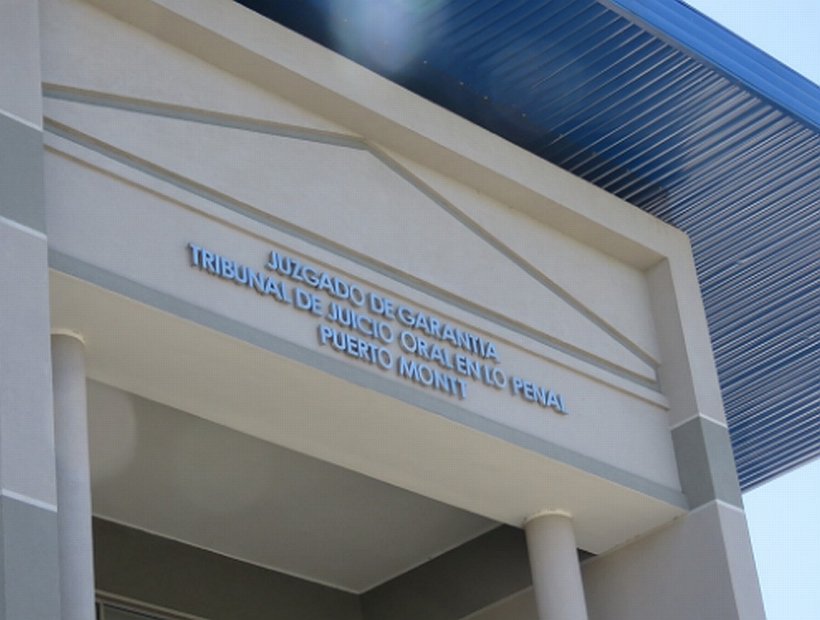 JUZGADO DE GARANTIA
TRIBUNAL DE JUICIO ORAL EN LO PENAL
PUERTO MONTT